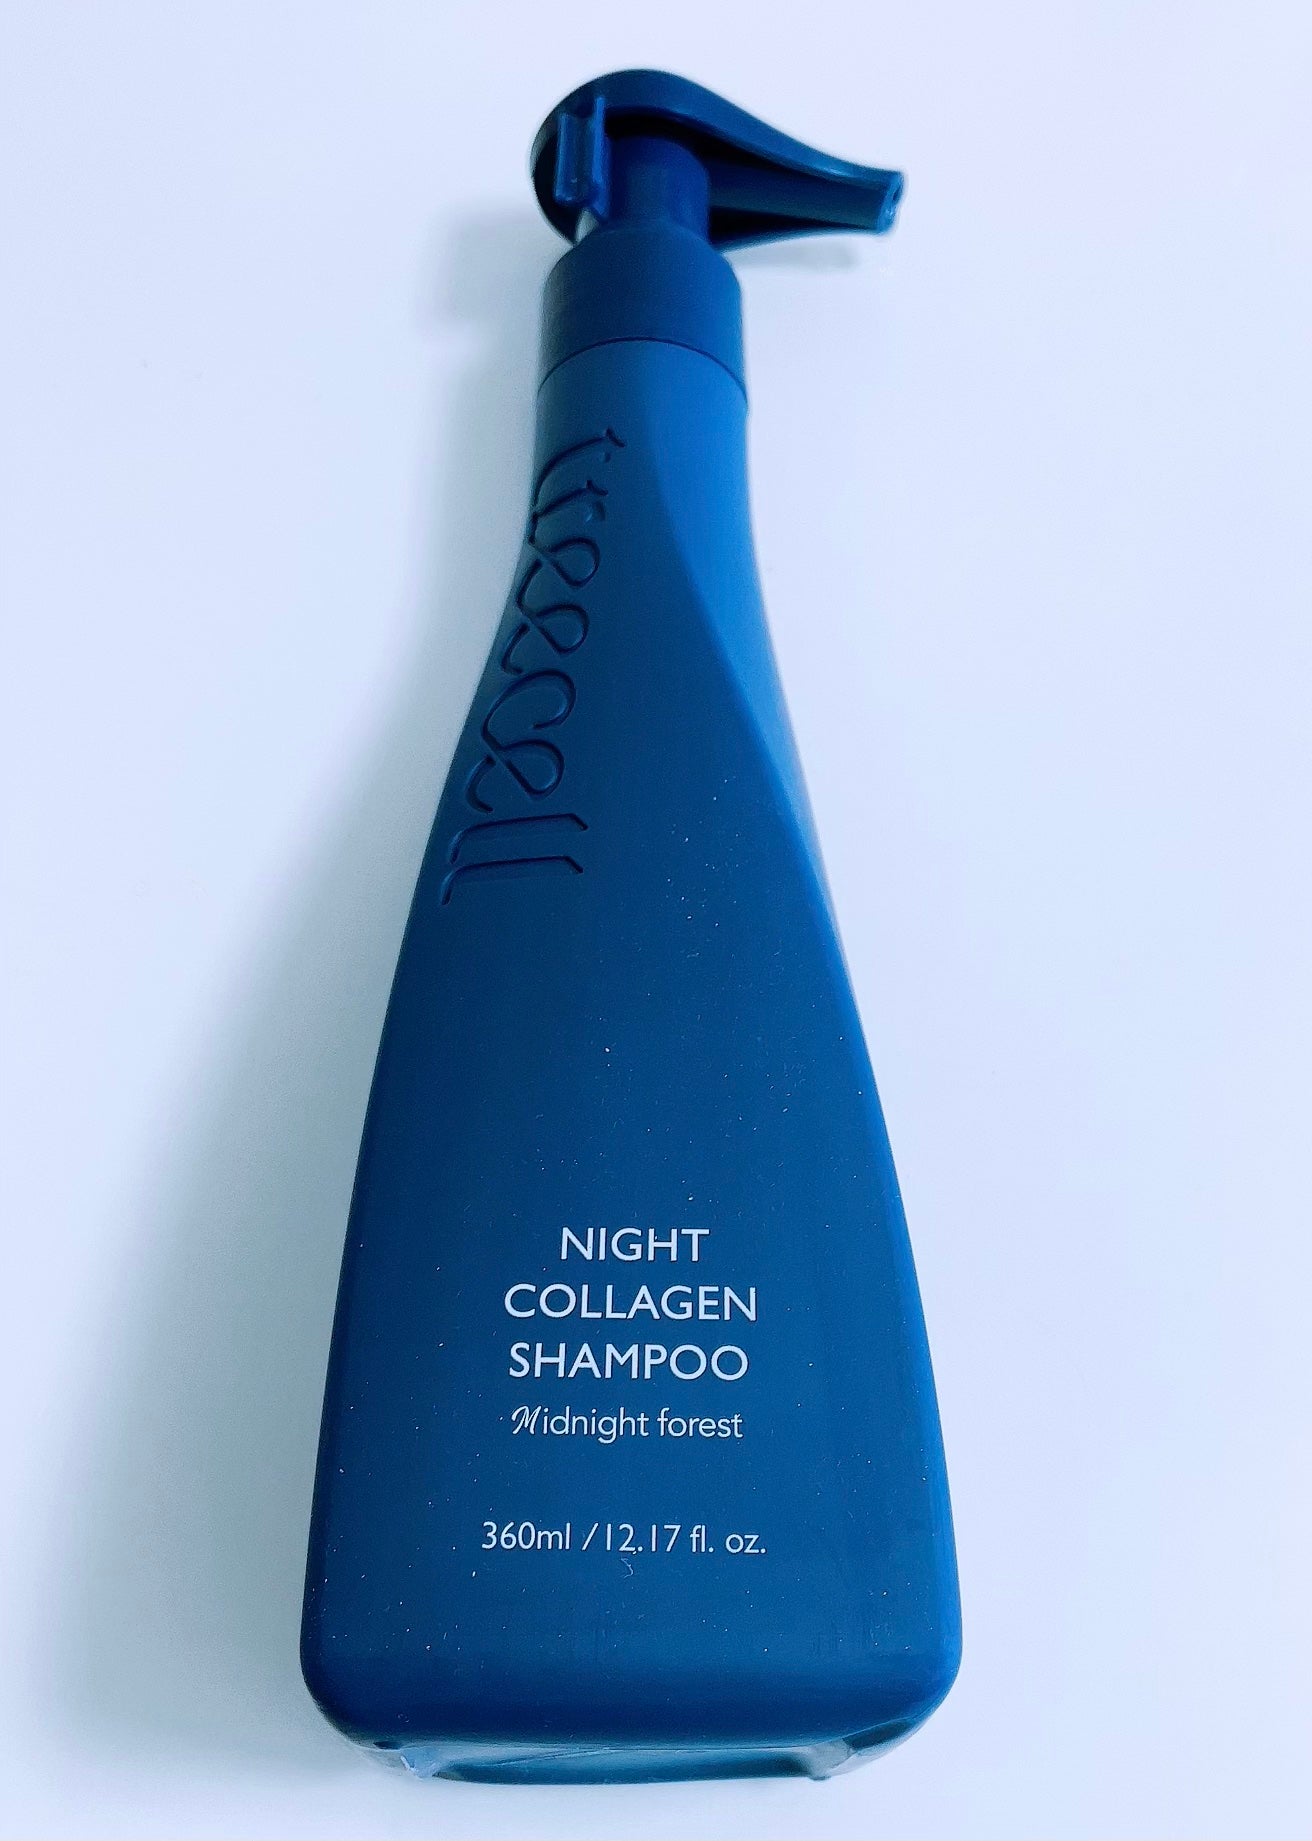 treecell
NIGHT
COLLAGEN
SHAMPOO
Midnight forest
360ml / 12.17 fl. oz.